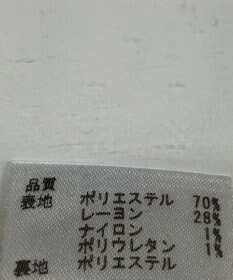 品質
表地 ポリエステル 70%
レーヨン 28%
ナイロン 1%
ポリウレタン 1%
裏地 ポリエステル